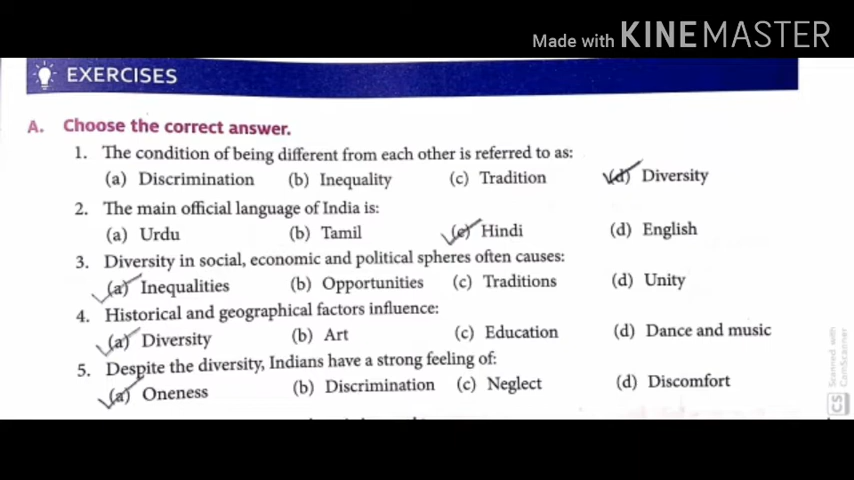 Made with KINEMASTER
EXERCISES
A. Choose the correct answer.
1. The condition of being different from each other is referred to as:
(a) Discrimination (b) Inequality (c) Tradition (d) Diversity
2. The main official language of India is:
(a) Urdu (b) Tamil (c) Hindi (d) English
3. Diversity in social, economic and political spheres often causes:
(a) Inequalities (b) Opportunities (c) Traditions (d) Unity
4. Historical and geographical factors influence:
(a) Diversity (b) Art (c) Education (d) Dance and music
5. Despite the diversity, Indians have a strong feeling of:
(a) Oneness (b) Discrimination (c) Neglect (d) Discomfort
CS Scanned with
CamScanner